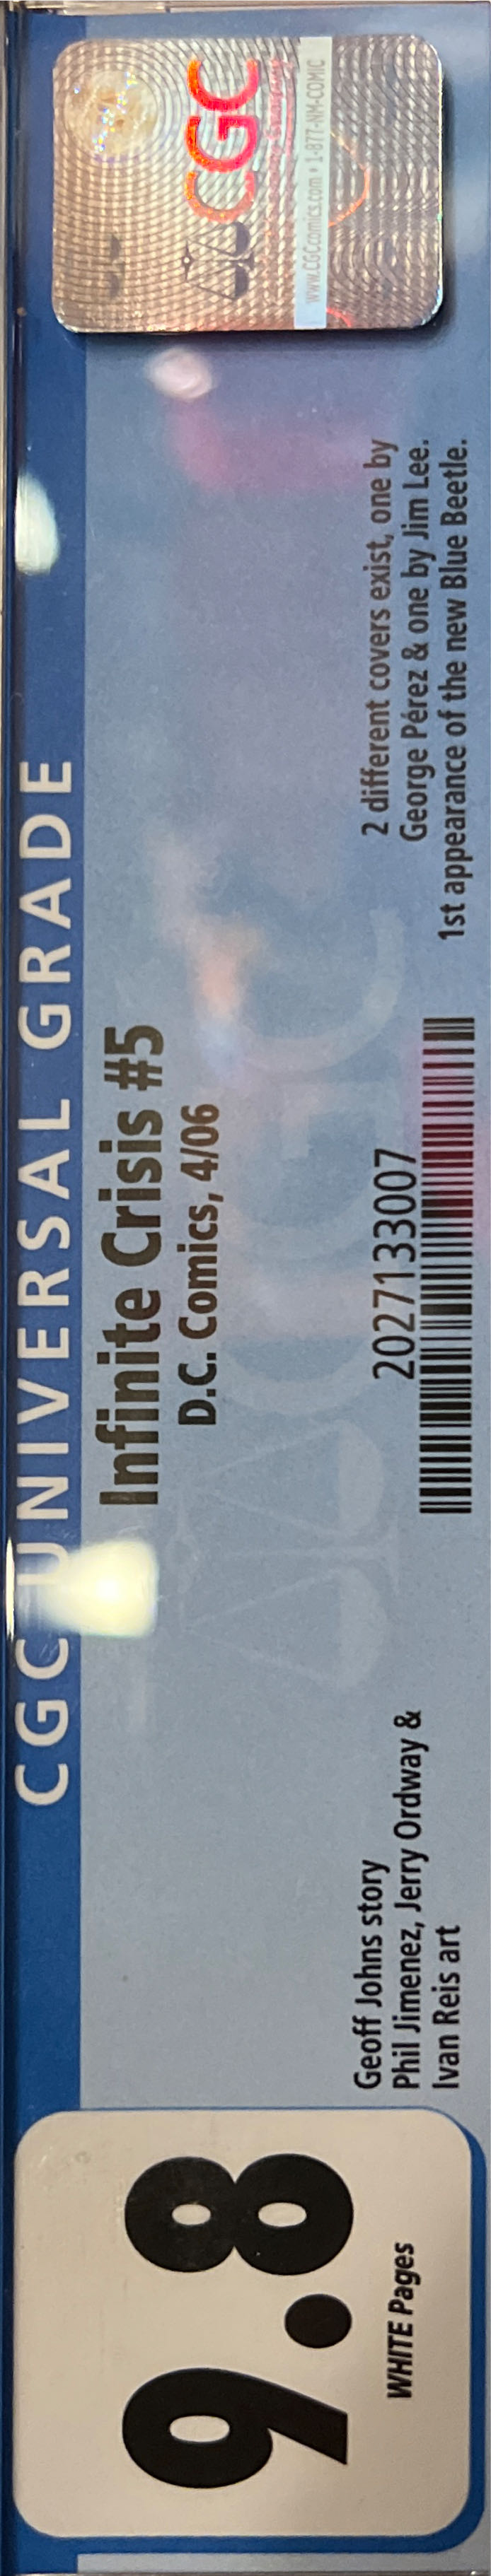 CGC UNIVERSAL GRADE
9.8
WHITE Pages
Infinite Crisis #5
D.C. Comics, 4/06
Geoff Johns story
Phil Jimenez, Jerry Ordway &
Ivan Reis art
2027133007
2 different covers exist, one by
George Pérez & one by Jim Lee.
1st appearance of the new Blue Beetle.
CGC
www.CGCcomics.com • 1-877-NM-COMIC
CGC